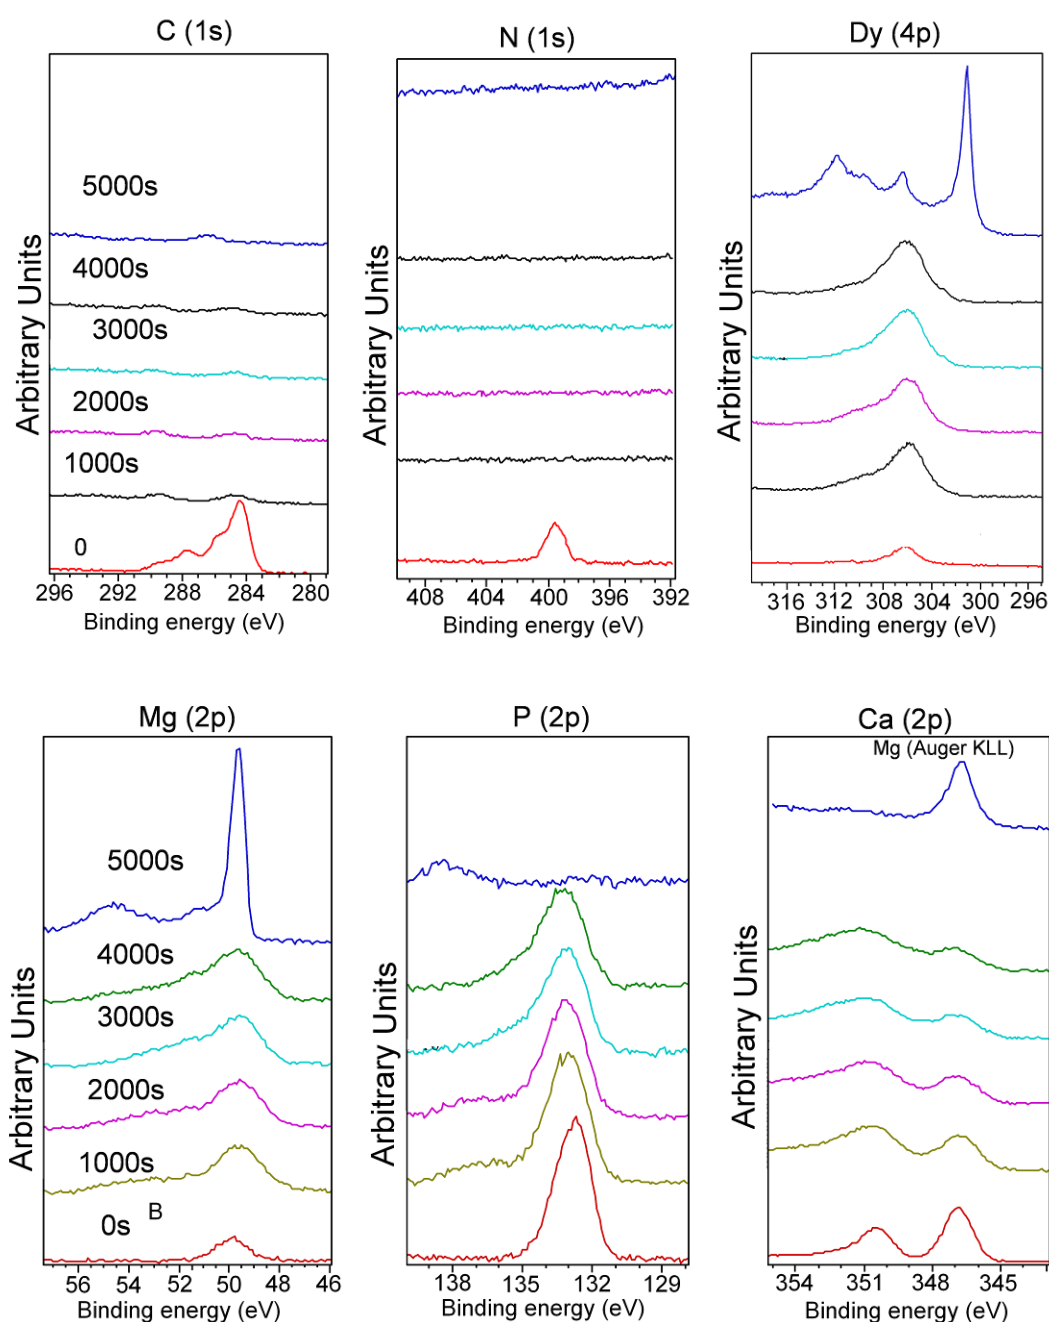 C (1s)
N (1s)
Dy (4p)
Arbitrary Units
5000s
4000s
3000s
2000s
1000s
0
296 292 288 284 280
Binding energy (eV)
Arbitrary Units
408 404 400 396 392
Binding energy (eV)
Arbitrary Units
316 312 308 304 300 296
Binding energy (eV)
Mg (2p)
P (2p)
Ca (2p)
Arbitrary Units
5000s
4000s
3000s
2000s
1000s
0s B
56 54 52 50 48 46
Binding energy (eV)
Arbitrary Units
138 135 132 129
Binding energy (eV)
Mg (Auger KLL)
Arbitrary Units
354 351 348 345
Binding energy (eV)